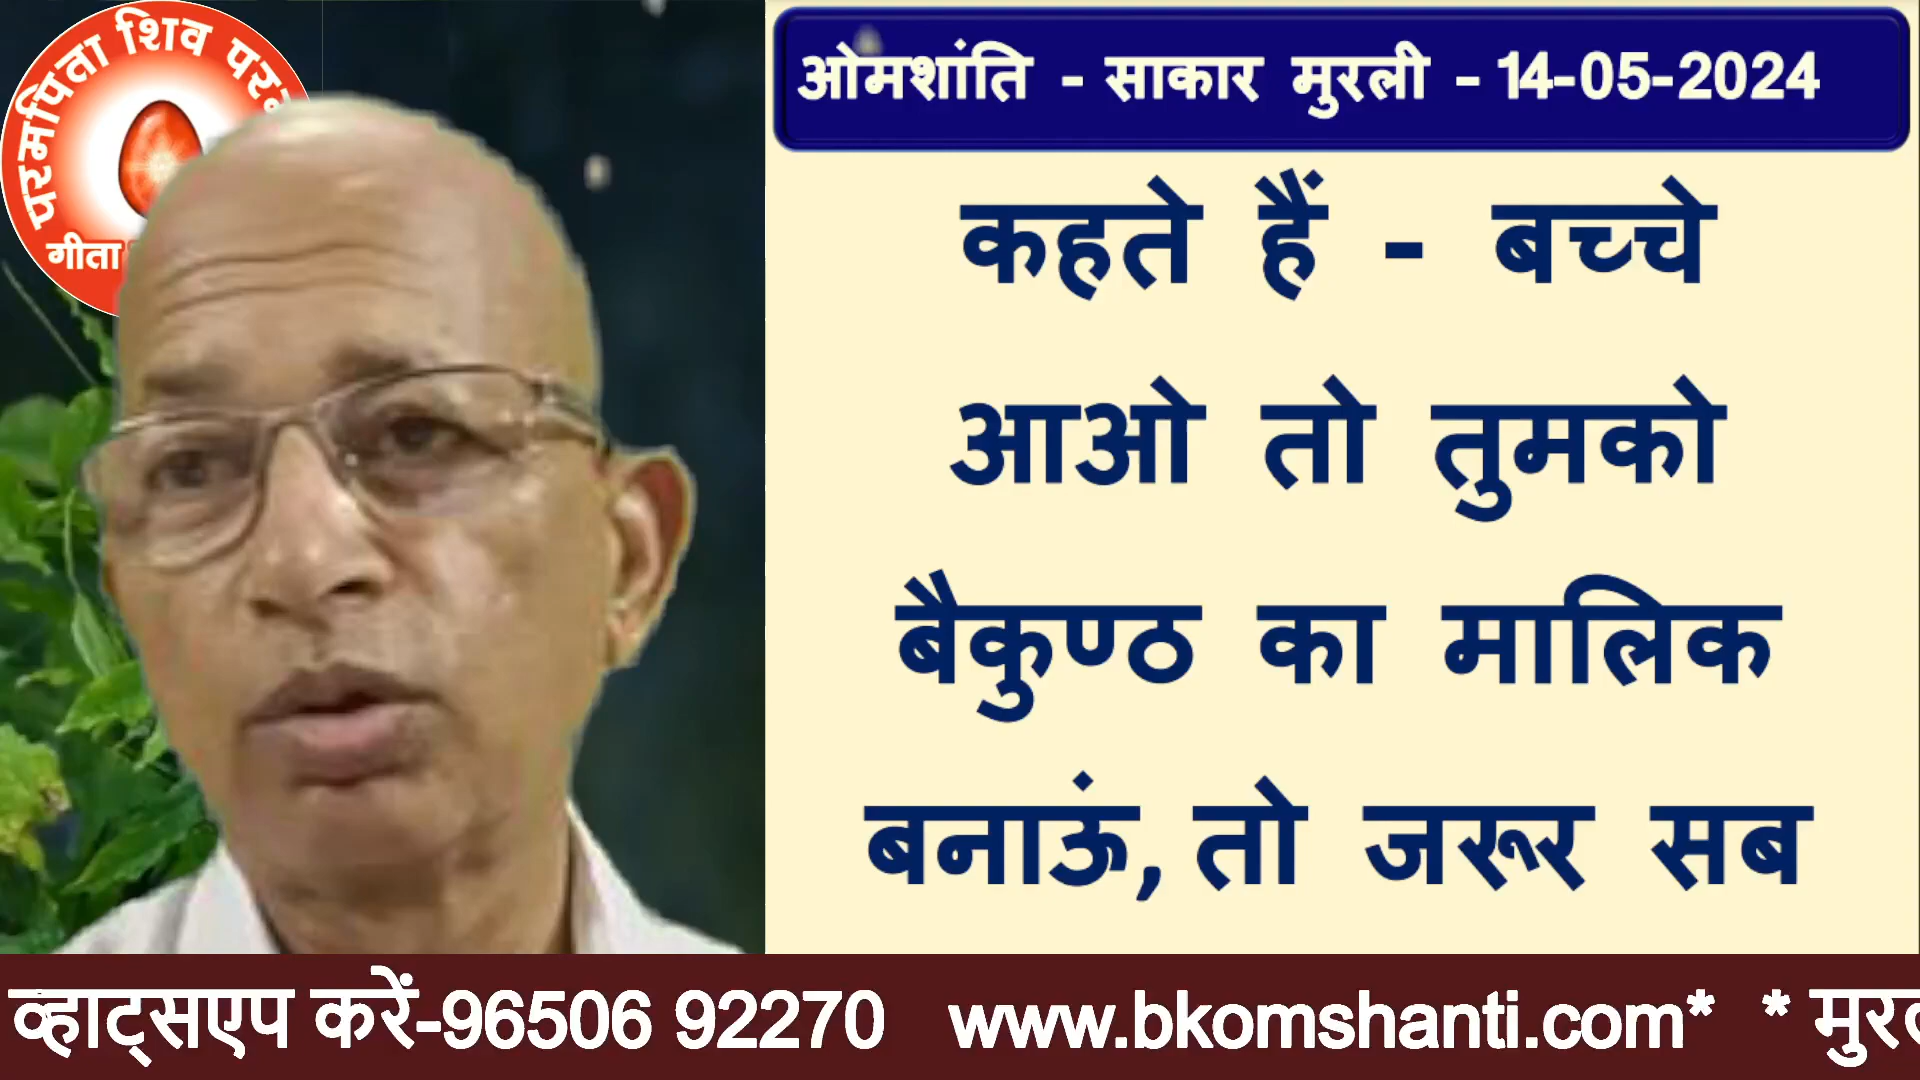 परमपिता शिव
गीता
ओमशांति - साकार मुरली - 14-05-2024
कहते हैं - बच्चे
आओ तो तुमको
बैकुण्ठ का मालिक
बनाऊं, तो जरूर सब
व्हाट्सएप करें-96506 92270 www.bkomshanti.com* *